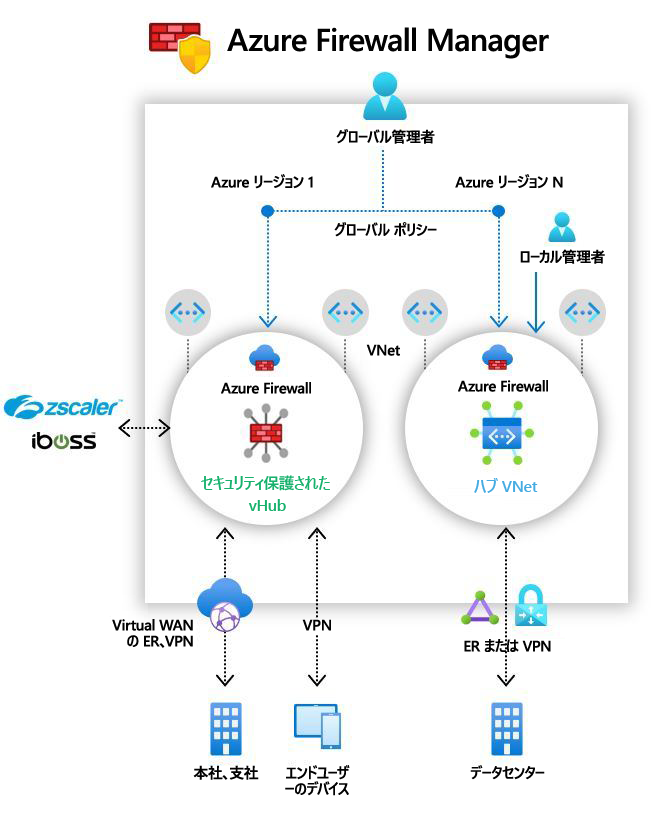 Azure Firewall Manager
グローバル管理者
Azure リージョン 1
Azure リージョン N
グローバル ポリシー
ローカル管理者
VNet
Azure Firewall
Azure Firewall
zscaler™
iboss™
セキュリティ保護された
vHub
ハブ VNet
Virtual WAN
の ER、VPN
VPN
ER または VPN
本社、支社
エンドユーザ
ーのデバイス
データセンター